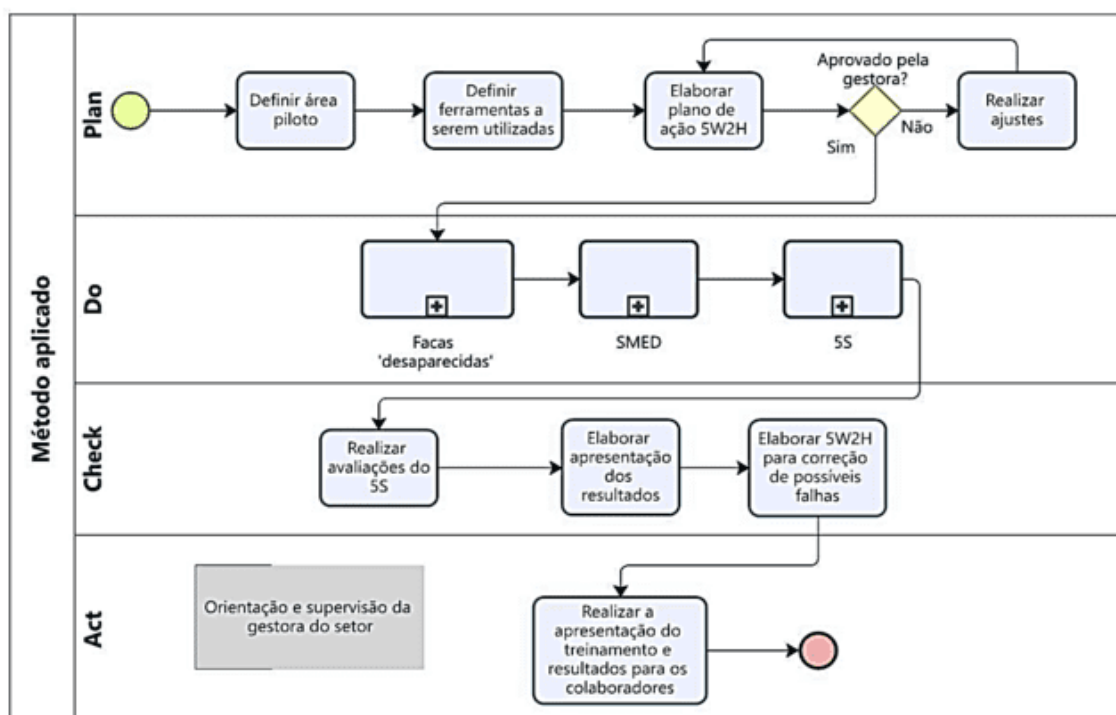 Método aplicado
Plan
Definir área
piloto
Definir
ferramentas a
serem utilizadas
Elaborar
plano de
ação 5W2H
Aprovado pela
gestora?
Não
Sim
Realizar
ajustes
Do
Facas
'desaparecidas'
SMED
5S
Check
Realizar
avaliações do
5S
Elaborar
apresentação
dos
resultados
Elaborar 5W2H
para correção
de possíveis
falhas
Act
Orientação e supervisão da
gestora do setor
Realizar a
apresentação do
treinamento e
resultados para os
colaboradores